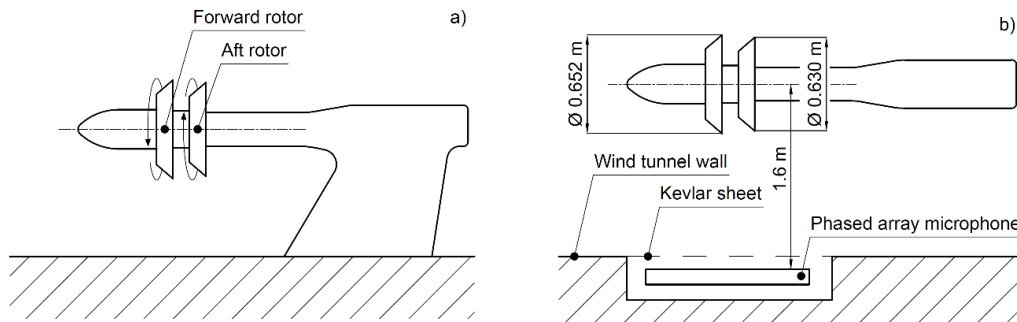 Forward rotor
Aft rotor
a)
b)
Ø 0.652 m
Ø 0.630 m
1.6 m
Wind tunnel wall
Kevlar sheet
Phased array microphone